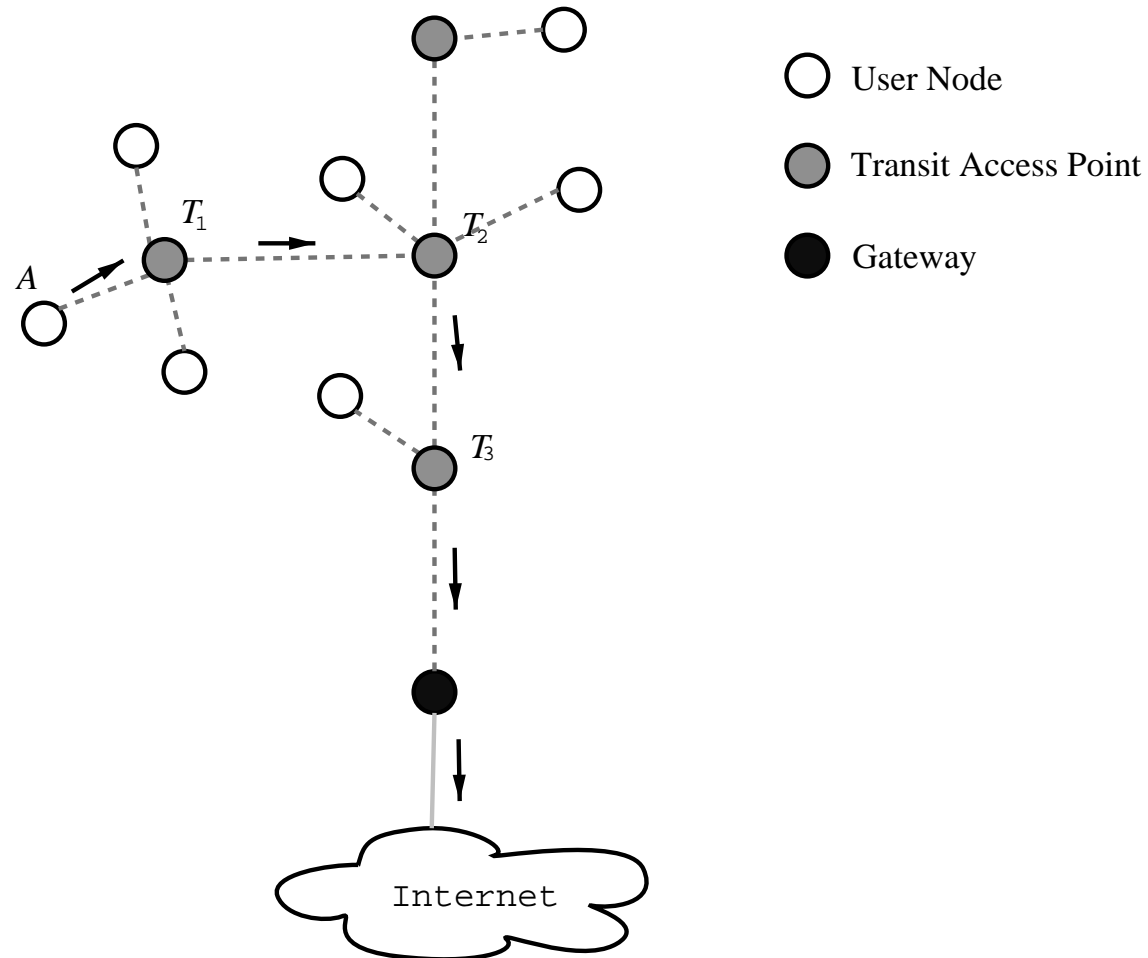 User Node
Transit Access Point
T1
T2
A
Gateway
T3
Internet